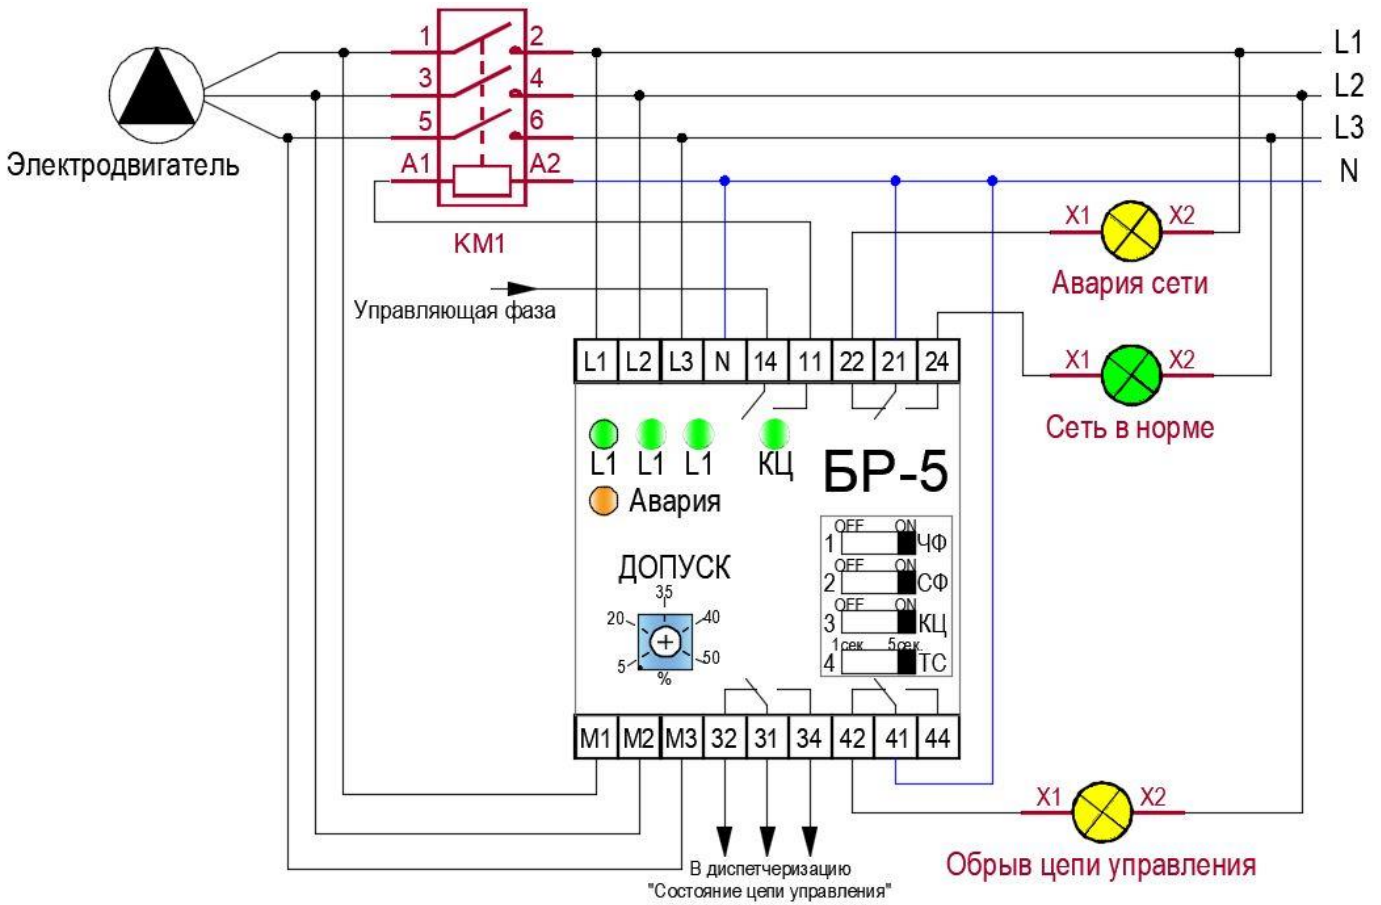 1 2 L1
3 4 L2
5 6 L3
A1 A2 N
Электродвигатель
KM1
X1 X2
Авария сети
Управляющая фаза
L1 L2 L3 N 14 11 22 21 24
X1 X2
Сеть в норме
L1 L1 L1 КЦ
БР-5
Авария
OFF ON
1 ЧФ
OFF ON
2 СФ
OFF ON
3 КЦ
1сек 5сек.
4 ТС
ДОПУСК
35
20 40
5 50
%
M1 M2 M3 32 31 34 42 41 44
X1 X2
Обрыв цепи управления
В диспетчеризацию
"Состояние цепи управления"